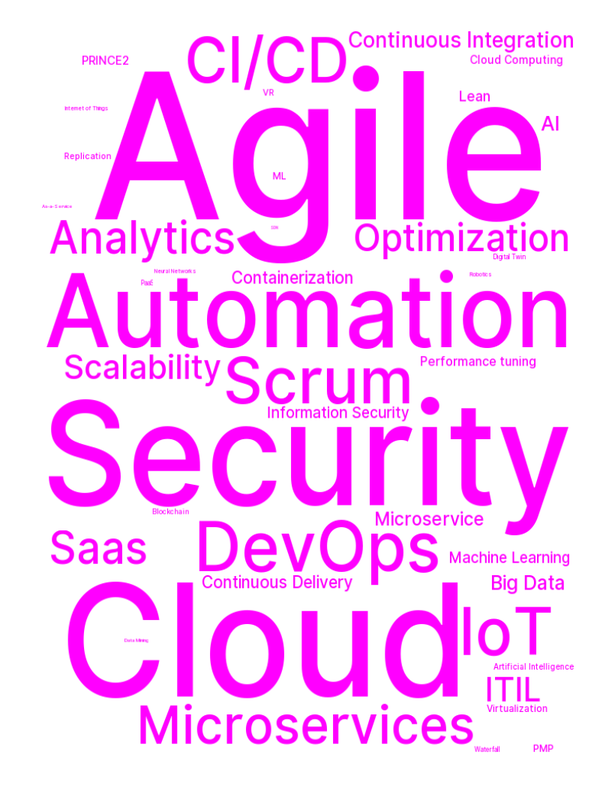 Continuous Integration
CI/CD
PRINCE2
Cloud Computing
Agile
VR
Lean
Internet of Things
AI
Replication
ML
Analytics
Optimization
Digital Twin
Neural Networks
Containerization
Robotics
PaaS
Automation
Scalability
Scrum
Performance tuning
Information Security
Security
Blockchain
Microservice
DevOps
Saas
Machine Learning
Continuous Delivery
Big Data
Cloud
IoT
Data Mining
Artificial Intelligence
ITIL
Virtualization
Microservices
Waterfall
PMP